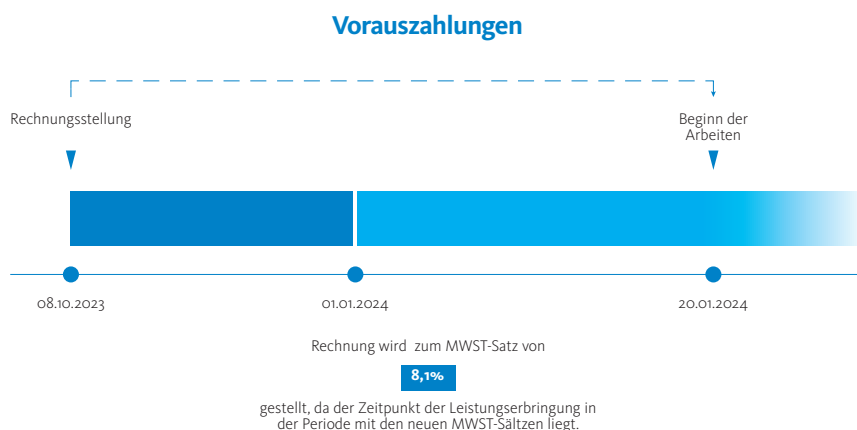 Vorauszahlungen
Rechnungsstellung
Beginn der
Arbeiten
08.10.2023
01.01.2024
20.01.2024
Rechnung wird zum MWST-Satz von
8,1%
gestellt, da der Zeitpunkt der Leistungserbringung in
der Periode mit den neuen MWST-Sältzen liegt.